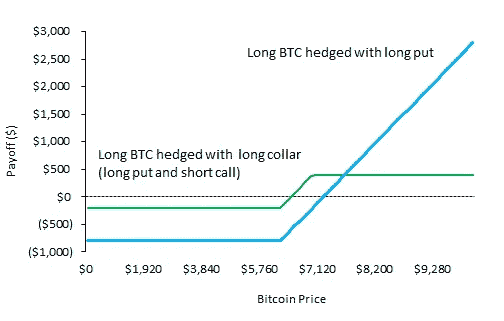 $3,000
$2,500
$2,000
$1,500
$1,000
$500
$0
($500)
($1,000)
Payoff ($)
Long BTC hedged with long put
Long BTC hedged with long collar
(long put and short call)
$0 $1,920 $3,840 $5,760 $7,120 $8,200 $9,280
Bitcoin Price